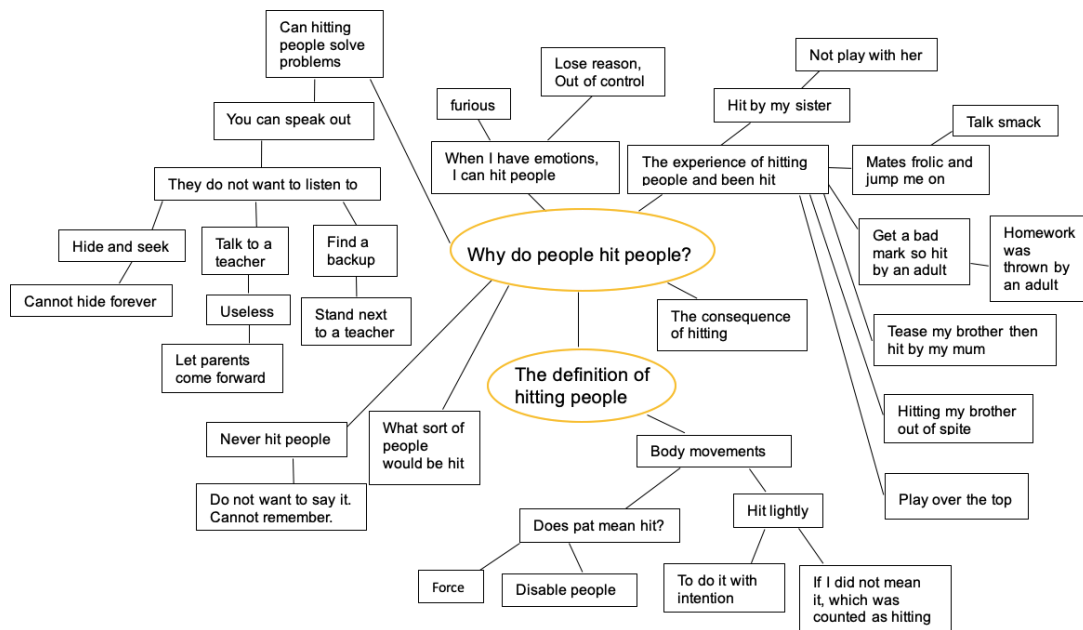 Can hitting
people solve
problems
You can speak out
They do not want to listen to
Hide and seek
Cannot hide forever
Talk to a
teacher
Useless
Let parents
come forward
Find a
backup
Stand next
to a teacher
furious
Lose reason,
Out of control
When I have emotions,
I can hit people
Not play with her
Hit by my sister
The experience of hitting
people and been hit
Talk smack
Mates frolic and
jump me on
Get a bad
mark so hit
by an adult
Homework
was
thrown by
an adult
Tease my brother then
hit by my mum
Hitting my brother
out of spite
Play over the top
Why do people hit people?
The consequence
of hitting
The definition of
hitting people
Never hit people
Do not want to say it.
Cannot remember.
What sort of
people
would be hit
Body movements
Does pat mean hit?
Force
Disable people
Hit lightly
To do it with
intention
If I did not mean
it, which was
counted as hitting